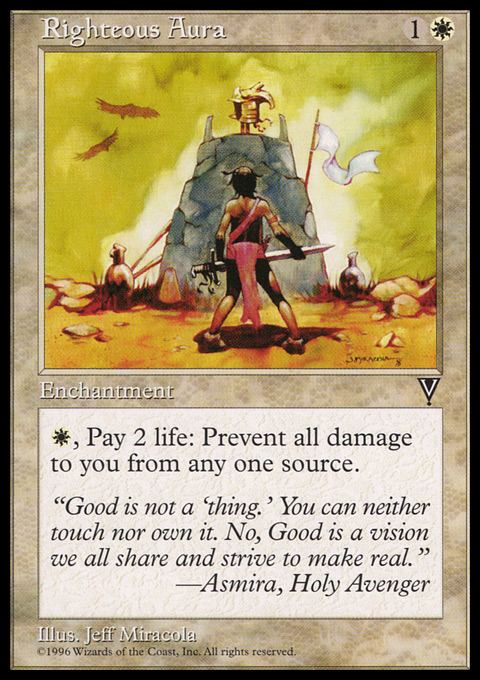 Righteous Aura 1
Enchantment
, Pay 2 life: Prevent all damage
to you from any one source.
“Good is not a ‘thing.’ You can neither
touch nor own it. No, Good is a vision
we all share and strive to make real.”
—Asmira, Holy Avenger
Illus. Jeff Miracola
©1996 Wizards of the Coast, Inc. All rights reserved.